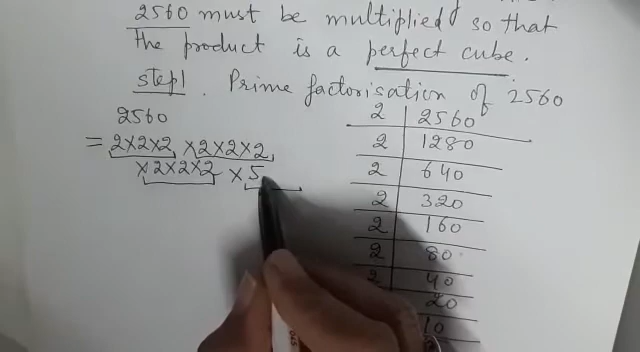 2560 must be multiplied so that
the product is a perfect cube.
step1. Prime factorisation of 2560
2560
= 2×2×2 ×2×2×2
×2×2×2 ×5
2 2560
2 1280
2 640
2 320
2 160
2 80
2 40
20
10